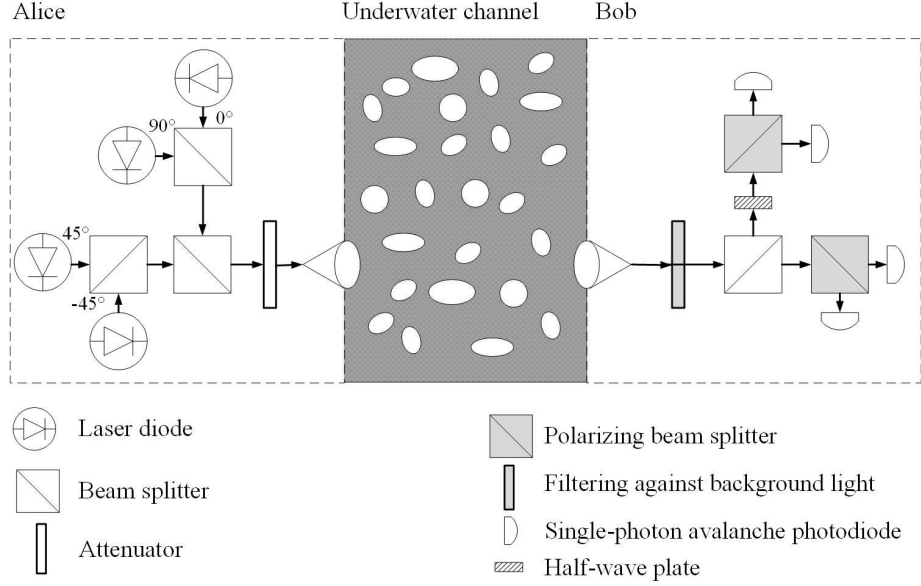 Alice
Underwater channel
Bob
0°
90°
45°
-45°
Laser diode
Beam splitter
Attenuator
Polarizing beam splitter
Filtering against background light
Single-photon avalanche photodiode
Half-wave plate